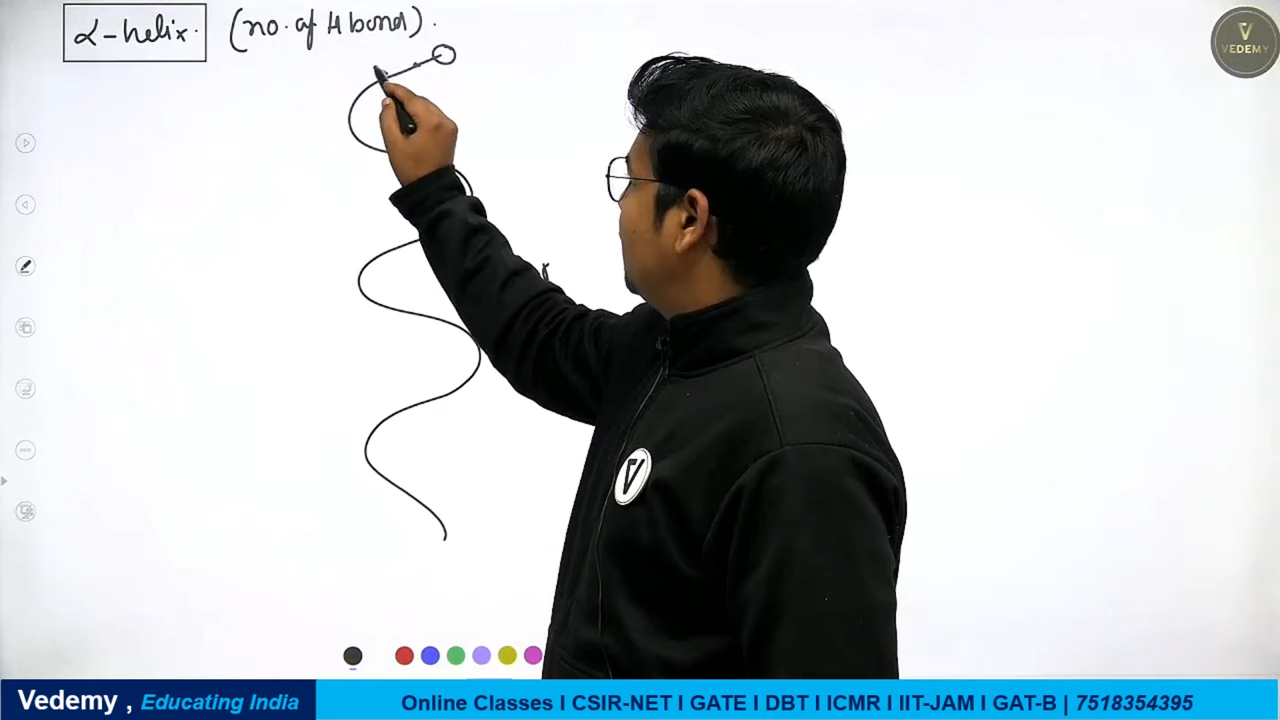 α-helix. (no. of H bond).
V
VEDEMY
V
Vedemy , Educating India
Online Classes I CSIR-NET I GATE I DBT I ICMR I IIT-JAM I GAT-B | 7518354395